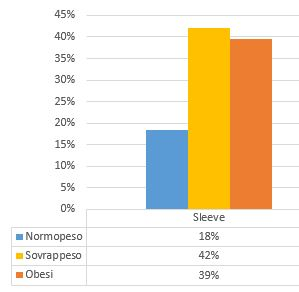 45%
40%
35%
30%
25%
20%
15%
10%
5%
0%
Sleeve
Normopeso 18%
Sovrappeso 42%
Obesi 39%